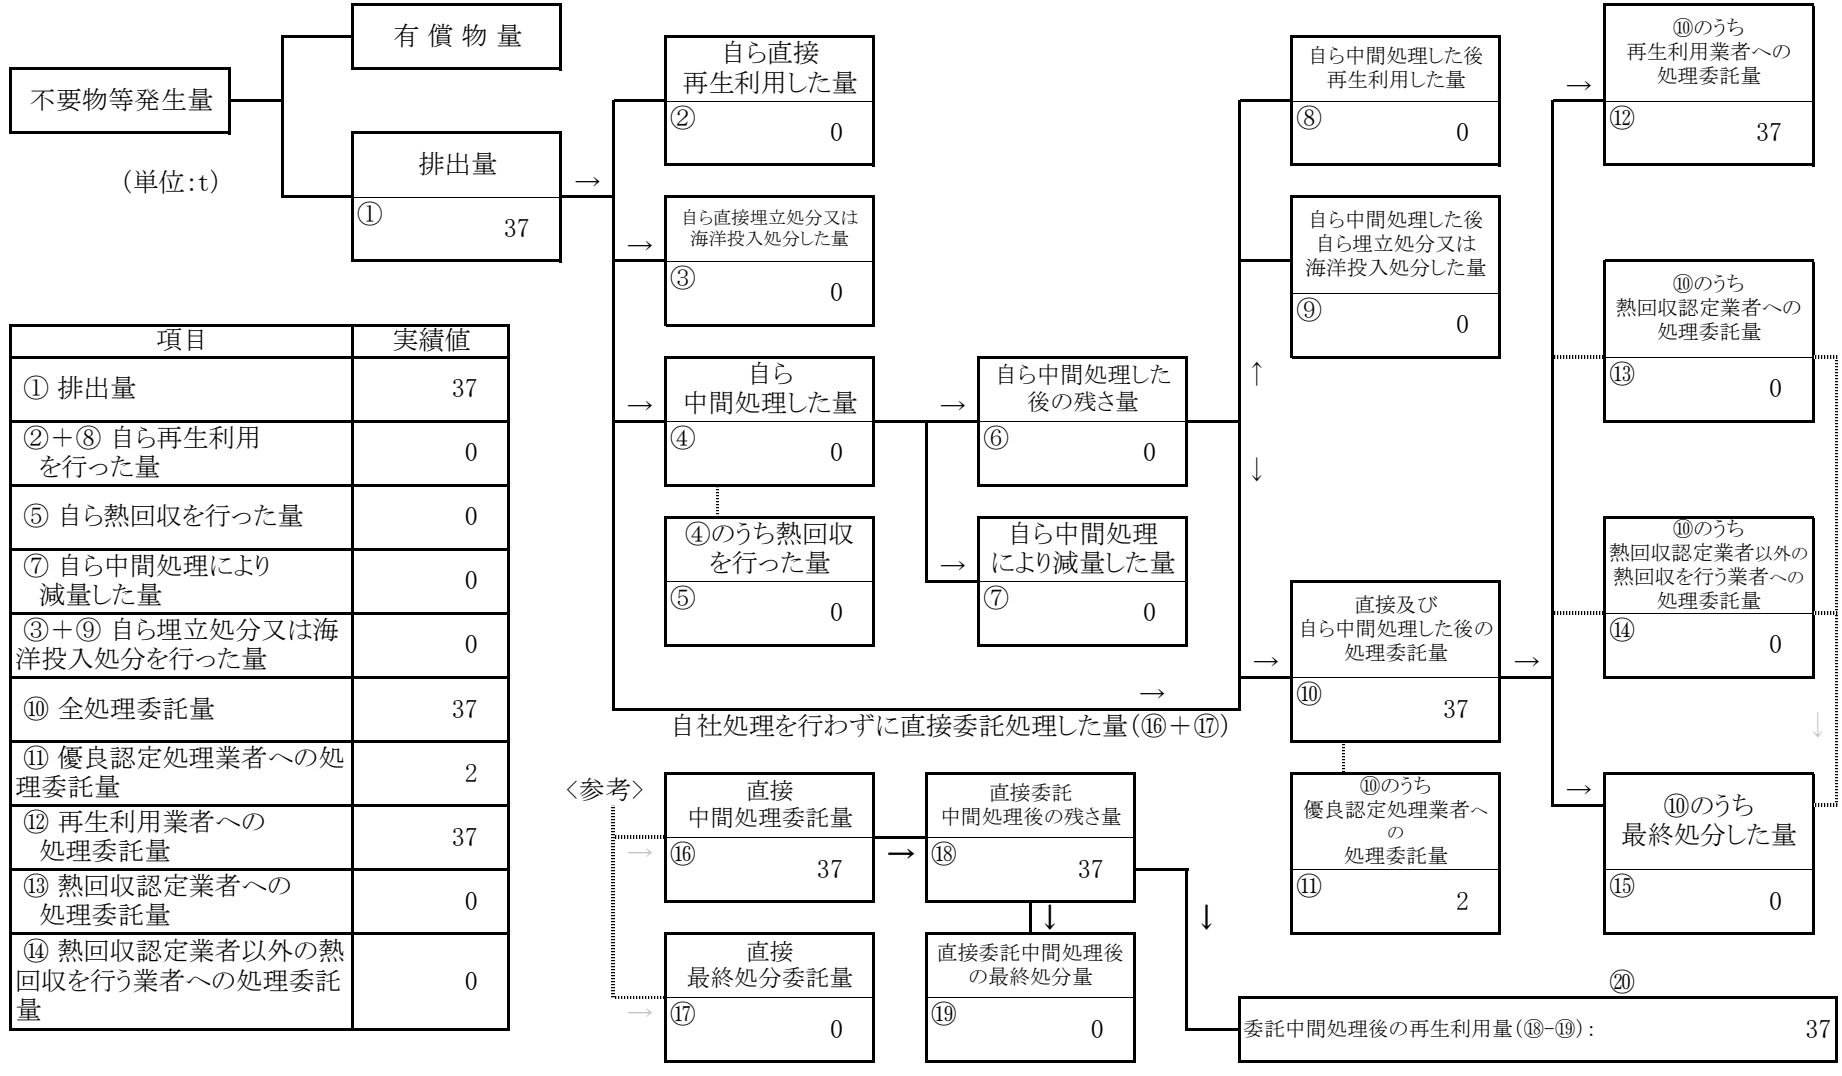 不要物等発生量
有 償 物 量
(単位:t)
排出量
①
37
→
自ら直接
再生利用した量
②
0
→
自ら直接埋立処分又は
海洋投入処分した量
③
0
→
自ら
中間処理した量
④
0
④のうち熱回収
を行った量
⑤
0
→
自ら中間処理した
後の残さ量
⑥
0
→
自ら中間処理
により減量した量
⑦
0
→
自社処理を行わずに直接委託処理した量(⑯+⑰)
自ら中間処理した後
再生利用した量
⑧
0
自ら中間処理した後
自ら埋立処分又は
海洋投入処分した量
⑨
0
↑
↓
→
直接及び
自ら中間処理した後の
処理委託量
⑩
37
→
⑩のうち
優良認定処理業者へ
の
処理委託量
⑪
2
→
⑩のうち
再生利用業者への
処理委託量
⑫
37
⑩のうち
熱回収認定業者への
処理委託量
⑬
0
⑩のうち
熱回収認定業者以外の
熱回収を行う業者への
処理委託量
⑭
0
↓
→
⑩のうち
最終処分した量
⑮
0
項目 実績値
① 排出量 37
②+⑧ 自ら再生利用
を行った量 0
⑤ 自ら熱回収を行った量 0
⑦ 自ら中間処理により
減量した量 0
③+⑨ 自ら埋立処分又は海
洋投入処分を行った量 0
⑩ 全処理委託量 37
⑪ 優良認定処理業者への処
理委託量 2
⑫ 再生利用業者への
処理委託量 37
⑬ 熱回収認定業者への
処理委託量 0
⑭ 熱回収認定業者以外の熱
回収を行う業者への処理委託
量 0
<参考>
→
直接
中間処理委託量
⑯
37
→
直接委託
中間処理後の残さ量
⑱
37
↓
↓
→
直接
最終処分委託量
⑰
0
直接委託中間処理後
の最終処分量
⑲
0
⑳
委託中間処理後の再生利用量(⑱-⑲): 37